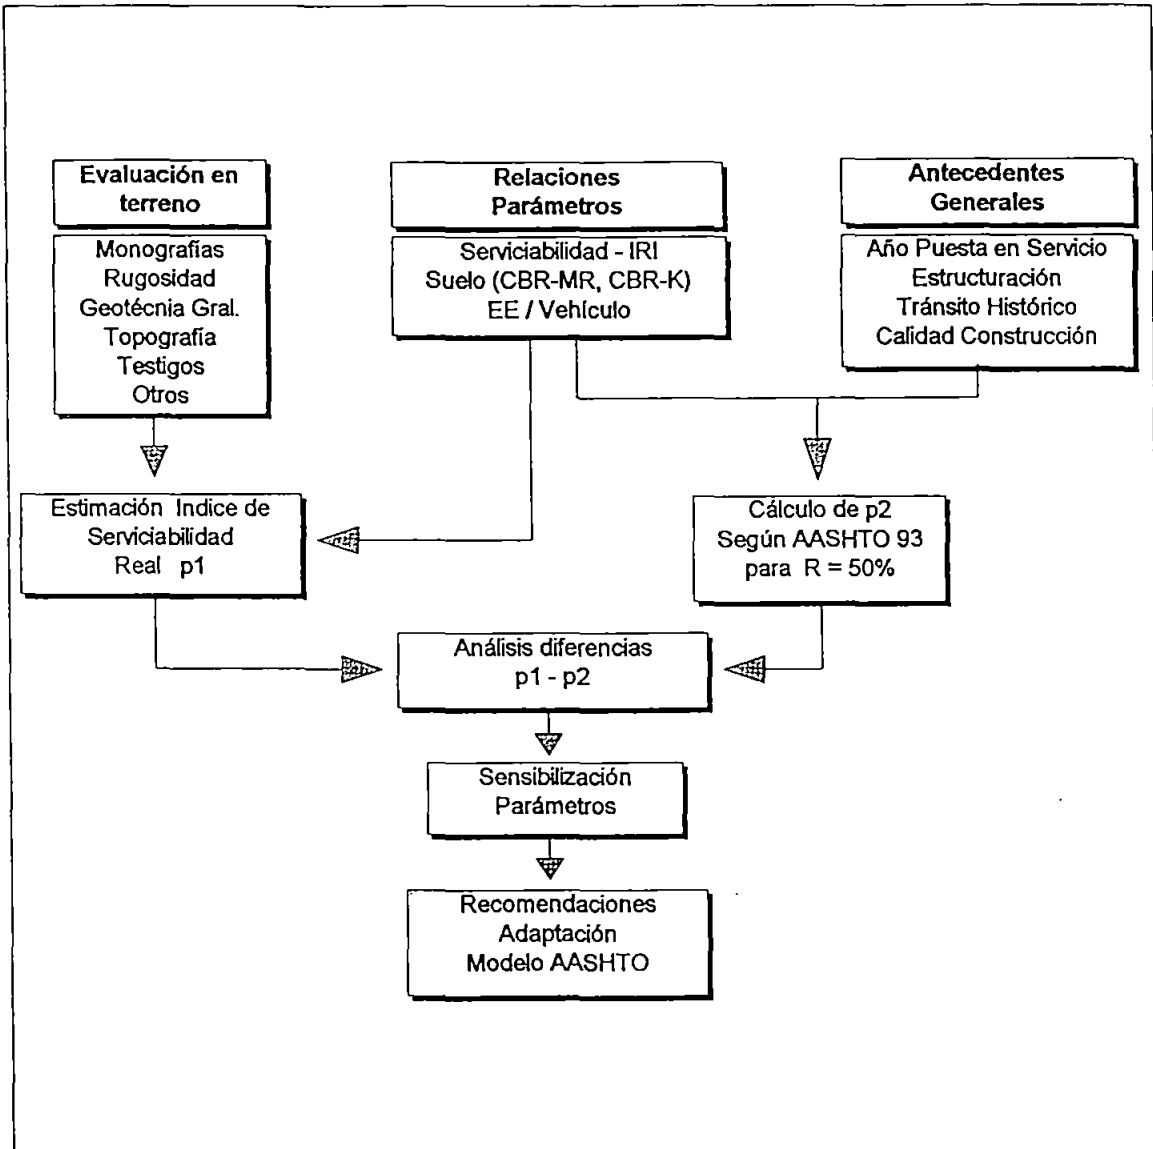 Evaluación en
terreno
Monografías
Rugosidad
Geotécnia Gral.
Topografía
Testigos
Otros
Relaciones
Parámetros
Serviciabilidad - IRI
Suelo (CBR-MR, CBR-K)
EE / Vehículo
Antecedentes
Generales
Año Puesta en Servicio
Estructuración
Tránsito Histórico
Calidad Construcción
Estimación Indice de
Serviciabilidad
Real p1
Cálculo de p2
Según AASHTO 93
para R = 50%
Análisis diferencias
p1 - p2
Sensibilización
Parámetros
Recomendaciones
Adaptación
Modelo AASHTO